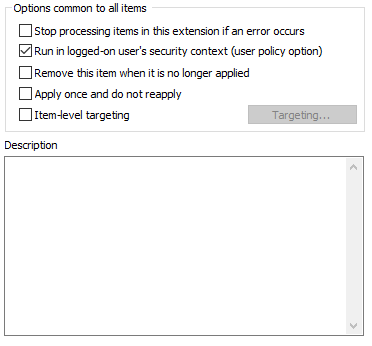 Options common to all items
Stop processing items in this extension if an error occurs
Run in logged-on user's security context (user policy option)
Remove this item when it is no longer applied
Apply once and do not reapply
Item-level targeting
Targeting...
Description